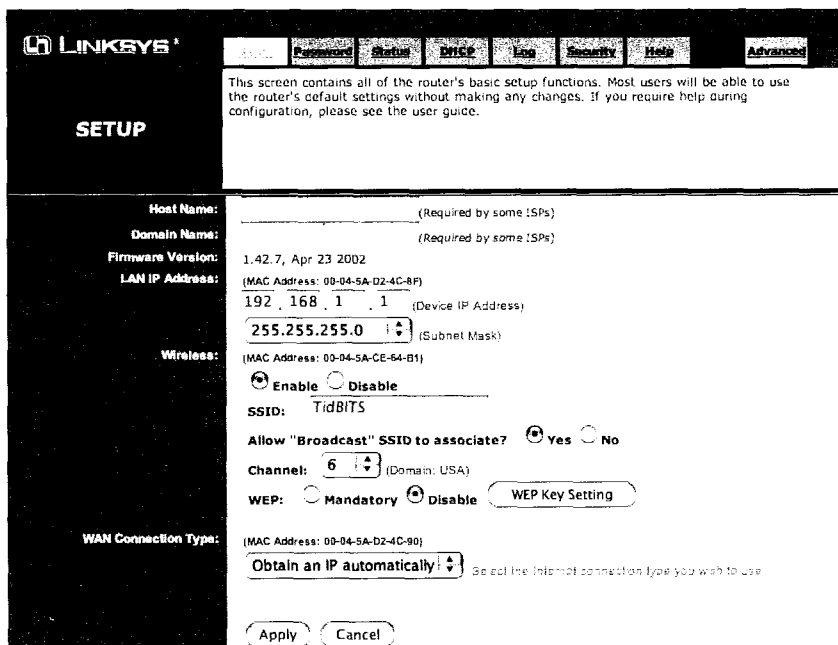 LINKSYS
Password Status DHCP Log Security Help Advanced
This screen contains all of the router's basic setup functions. Most users will be able to use
the router's default settings without making any changes. If you require help during
configuration, please see the user guide.
SETUP
Host Name: (Required by some ISPs)
Domain Name: (Required by some ISPs)
Firmware Version: 1.42.7, Apr 23 2002
LAN IP Address: (MAC Address: 00-04-5A-D2-4C-8F)
192 . 168 . 1 . 1 (Device IP Address)
255.255.255.0 (Subnet Mask)
Wireless: (MAC Address: 00-04-5A-CE-64-B1)
Enable Disable
SSID: TidBITS
Allow "Broadcast" SSID to associate? Yes No
Channel: 6 (Domain: USA)
WEP: Mandatory Disable WEP Key Setting
WAN Connection Type: (MAC Address: 00-04-5A-D2-4C-90)
Obtain an IP automatically Select the Internet connection type you wish to use
Apply Cancel